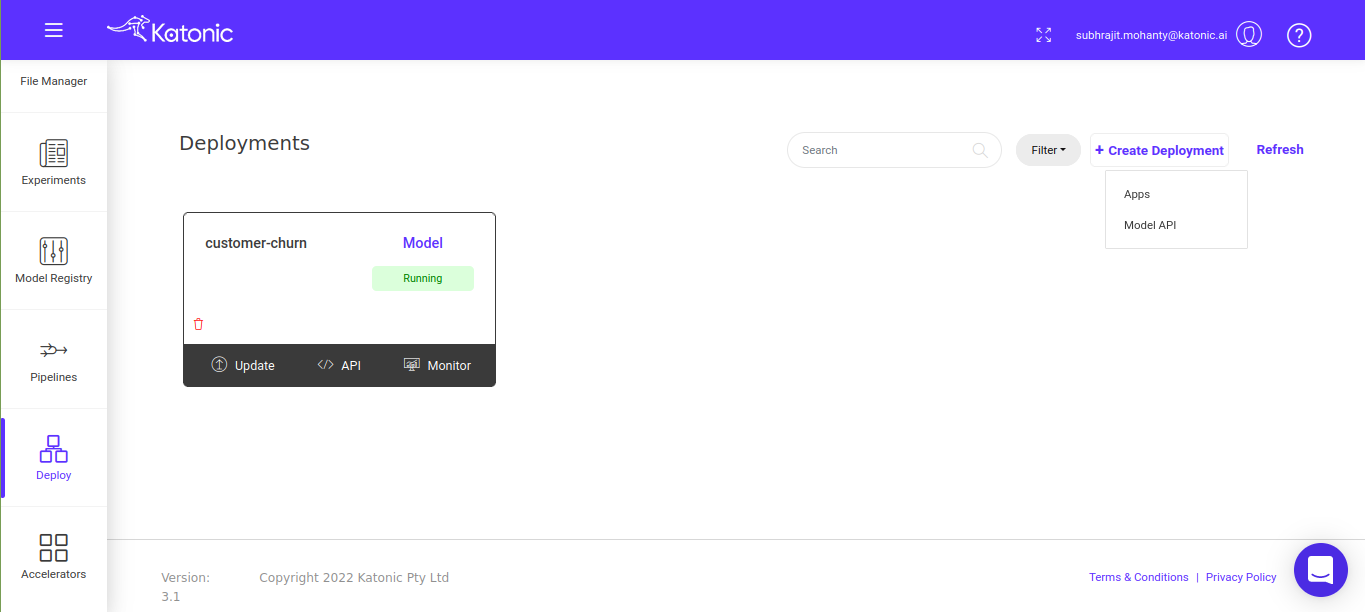 Katonic
subhrajit.mohanty@katonic.ai
?
File Manager
Experiments
Model Registry
Pipelines
Deploy
Accelerators
Deployments
Search
Filter
+ Create Deployment
Refresh
Apps
Model API
customer-churn
Model
Running
Update
</> API
Monitor
Version:
3.1
Copyright 2022 Katonic Pty Ltd
Terms & Conditions | Privacy Policy